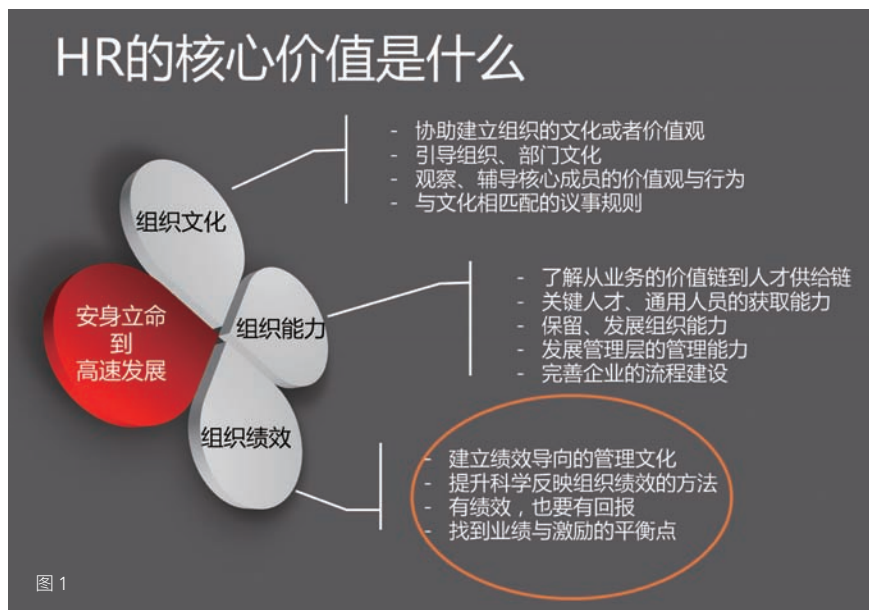 HR的核心价值是什么
- 协助建立组织的文化或者价值观
- 引导组织、部门文化
- 观察、辅导核心成员的价值观与行为
- 与文化相匹配的议事规则
组织文化
- 了解从业务的价值链到人才供给链
- 关键人才、通用人员的获取能力
- 保留、发展组织能力
- 发展管理层的管理能力
- 完善企业的流程建设
安身立命
到
高速发展
组织能力
组织绩效
- 建立绩效导向的管理文化
- 提升科学反映组织绩效的方法
- 有绩效，也要有回报
- 找到业绩与激励的平衡点
图 1